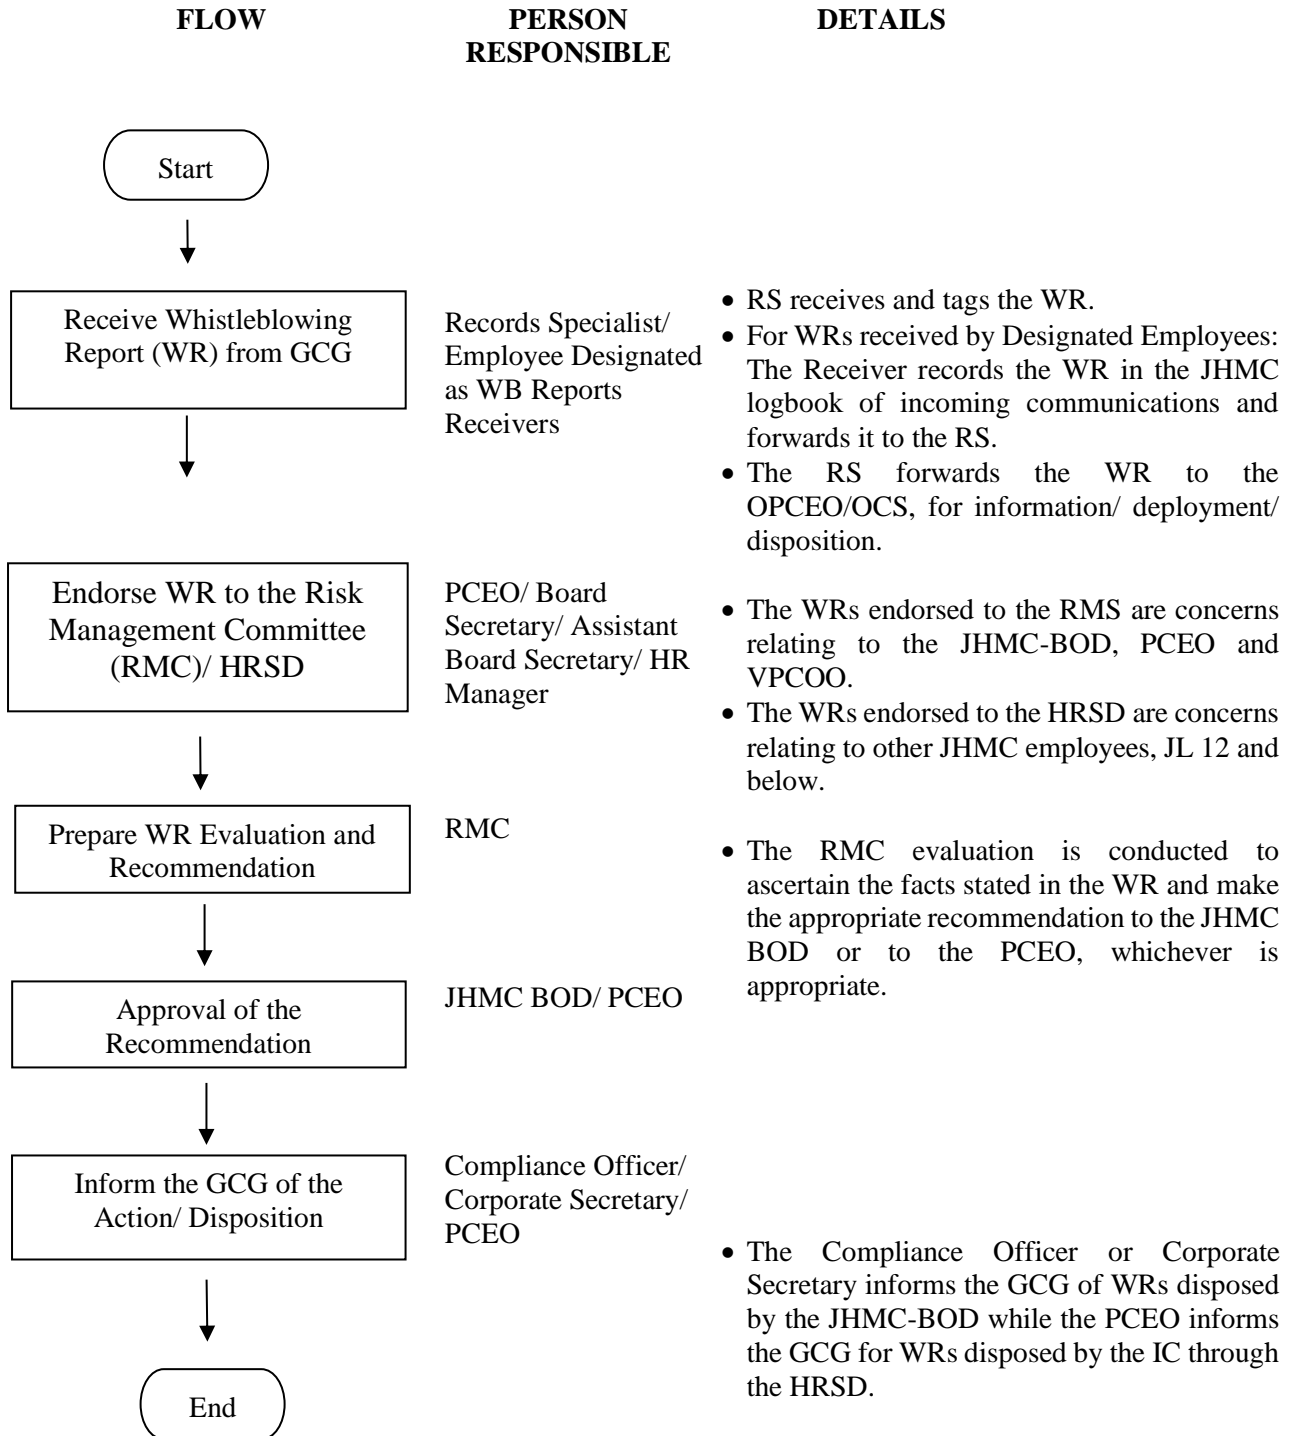 FLOW
PERSON
RESPONSIBLE
DETAILS
Start
Receive Whistleblowing
Report (WR) from GCG
Records Specialist/
Employee Designated
as WB Reports
Receivers
• RS receives and tags the WR.
• For WRs received by Designated Employees:
The Receiver records the WR in the JHMC
logbook of incoming communications and
forwards it to the RS.
• The RS forwards the WR to the
OPCEO/OCS, for information/ deployment/
disposition.
Endorse WR to the Risk
Management Committee
(RMC)/ HRSD
PCEO/ Board
Secretary/ Assistant
Board Secretary/ HR
Manager
• The WRs endorsed to the RMS are concerns
relating to the JHMC-BOD, PCEO and
VPCOO.
• The WRs endorsed to the HRSD are concerns
relating to other JHMC employees, JL 12 and
below.
Prepare WR Evaluation and
Recommendation
RMC
• The RMC evaluation is conducted to
ascertain the facts stated in the WR and make
the appropriate recommendation to the JHMC
BOD or to the PCEO, whichever is
appropriate.
Approval of the
Recommendation
JHMC BOD/ PCEO
Inform the GCG of the
Action/ Disposition
Compliance Officer/
Corporate Secretary/
PCEO
• The Compliance Officer or Corporate
Secretary informs the GCG of WRs disposed
by the JHMC-BOD while the PCEO informs
the GCG for WRs disposed by the IC through
the HRSD.
End